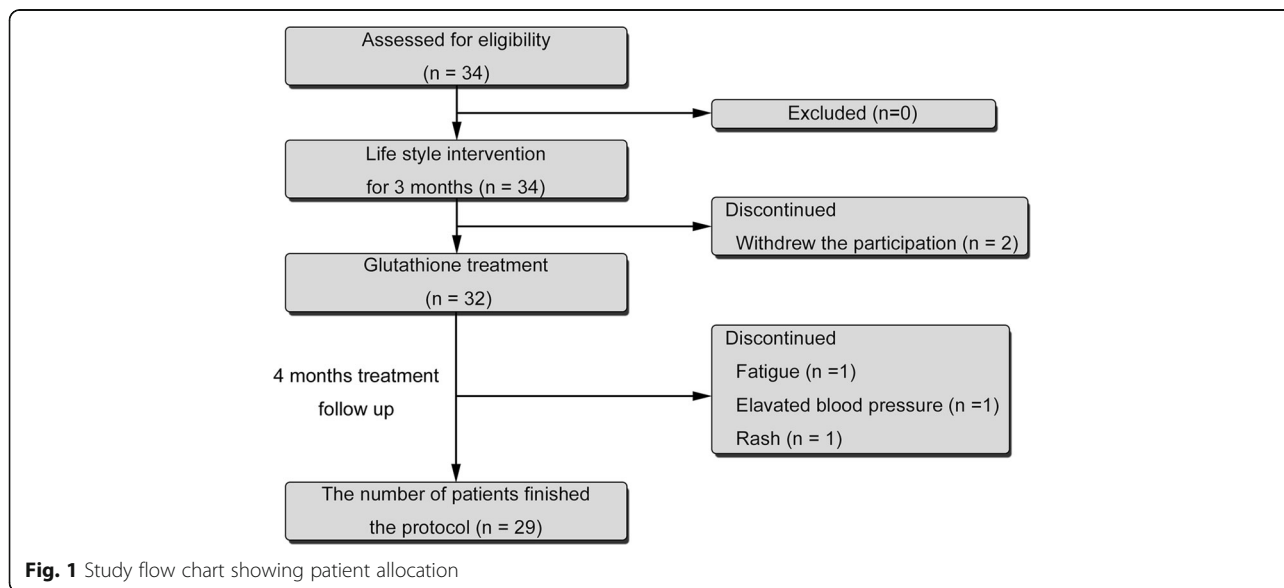 Assessed for eligibility
(n = 34)
Excluded (n=0)
Life style intervention
for 3 months (n = 34)
Discontinued
Withdrew the participation (n = 2)
Glutathione treatment
(n = 32)
4 months treatment
follow up
Discontinued
Fatigue (n =1)
Elavated blood pressure (n =1)
Rash (n = 1)
The number of patients finished
the protocol (n = 29)
Fig. 1 Study flow chart showing patient allocation